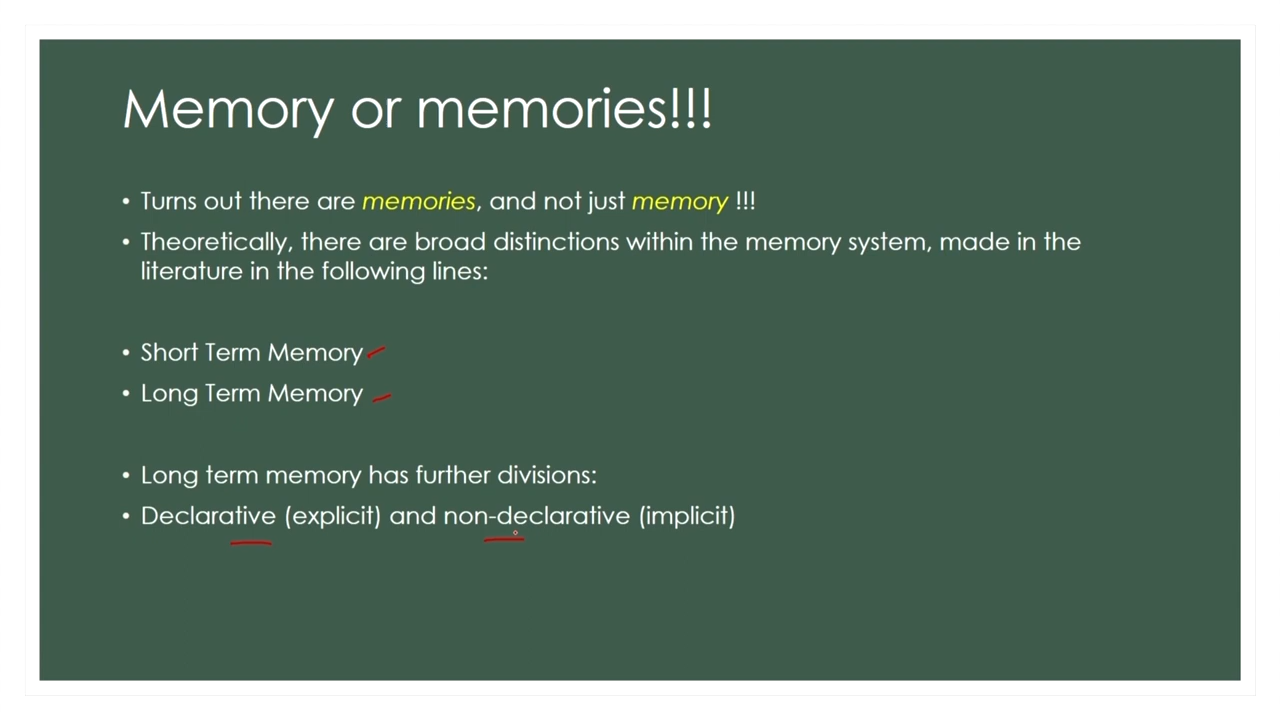 Memory or memories!!!
• Turns out there are memories, and not just memory !!!
• Theoretically, there are broad distinctions within the memory system, made in the
literature in the following lines:
• Short Term Memory
• Long Term Memory
• Long term memory has further divisions:
• Declarative (explicit) and non-declarative (implicit)